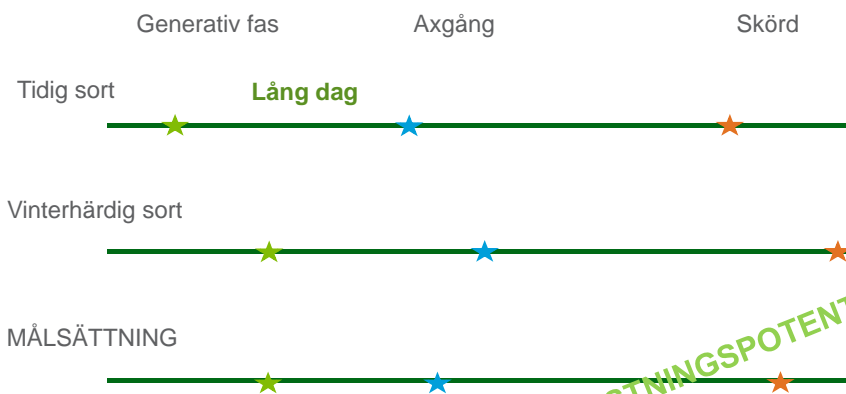 Generativ fas Axgång Skörd
Tidig sort
Lång dag
Vinterhärdig sort
MÅLSÄTTNING